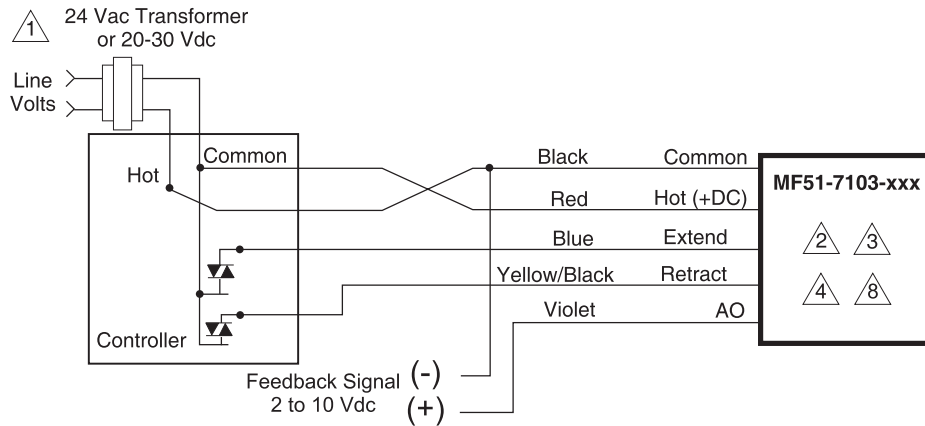 1
24 Vac Transformer
or 20-30 Vdc
Line
Volts
Hot
Common
Black
Common
Red
Hot (+DC)
Blue
Extend
Yellow/Black
Retract
Violet
AO
MF51-7103-xxx
2
3
4
8
Controller
Feedback Signal (-)
2 to 10 Vdc (+)